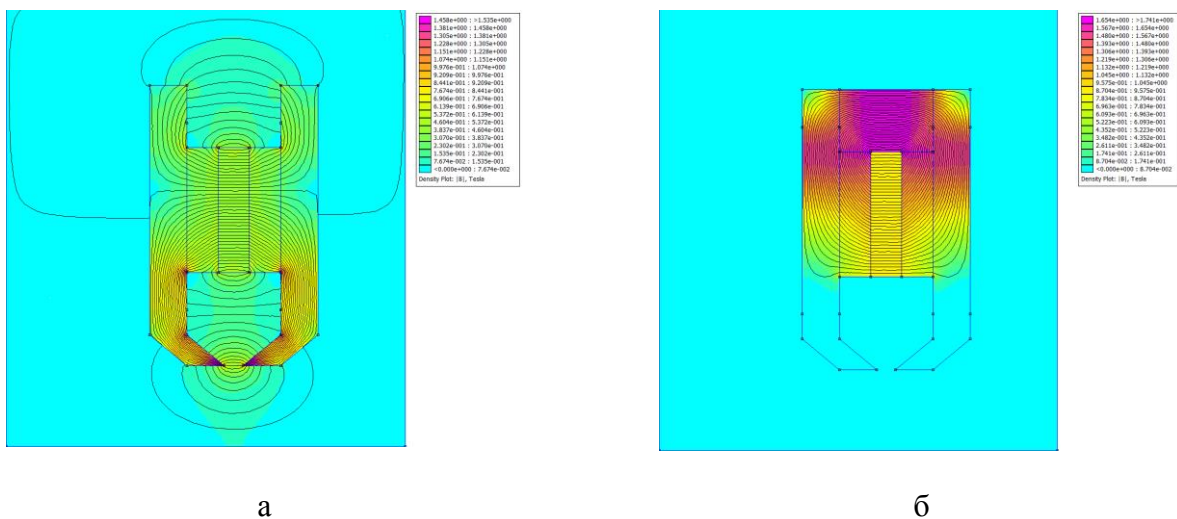 1.458e+000 : >1.535e+000
1.381e+000 : 1.458e+000
1.305e+000 : 1.381e+000
1.228e+000 : 1.305e+000
1.151e+000 : 1.228e+000
1.074e+000 : 1.151e+000
9.976e-001 : 1.074e+000
9.209e-001 : 9.976e-001
8.441e-001 : 9.209e-001
7.674e-001 : 8.441e-001
6.906e-001 : 7.674e-001
6.139e-001 : 6.906e-001
5.372e-001 : 6.139e-001
4.604e-001 : 5.372e-001
3.837e-001 : 4.604e-001
3.070e-001 : 3.837e-001
2.302e-001 : 3.070e-001
1.535e-001 : 2.302e-001
7.674e-002 : 1.535e-001
<0.000e+000 : 7.674e-002
Density Plot: |B|, Tesla
1.654e+000 : >1.741e+000
1.567e+000 : 1.654e+000
1.480e+000 : 1.567e+000
1.393e+000 : 1.480e+000
1.306e+000 : 1.393e+000
1.219e+000 : 1.306e+000
1.132e+000 : 1.219e+000
1.045e+000 : 1.132e+000
9.575e-001 : 1.045e+000
8.704e-001 : 9.575e-001
7.834e-001 : 8.704e-001
6.963e-001 : 7.834e-001
6.093e-001 : 6.963e-001
5.223e-001 : 6.093e-001
4.352e-001 : 5.223e-001
3.482e-001 : 4.352e-001
2.611e-001 : 3.482e-001
1.741e-001 : 2.611e-001
8.704e-002 : 1.741e-001
<0.000e+000 : 8.704e-002
Density Plot: |B|, Tesla
а
б